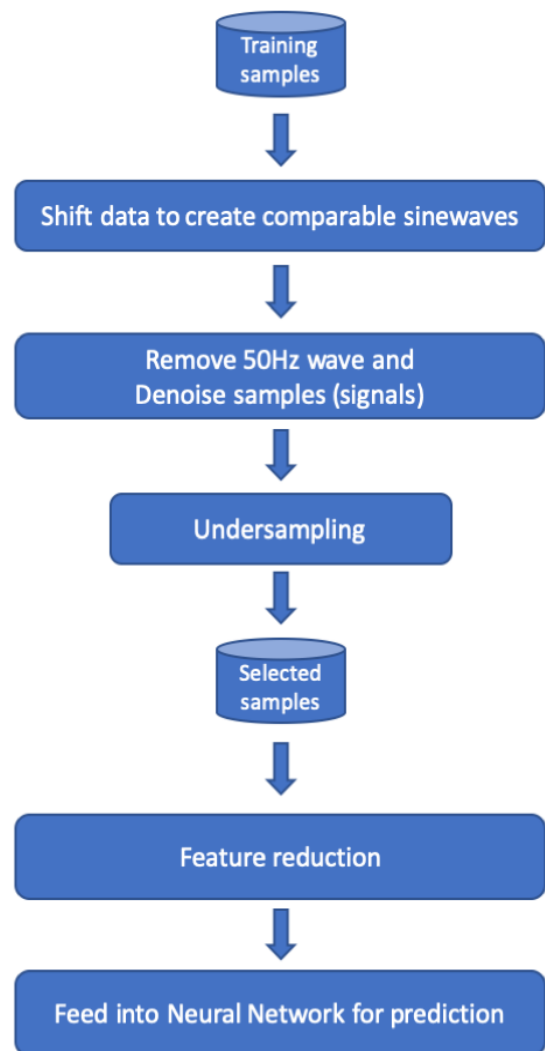 Training
samples
Shift data to create comparable sinewaves
Remove 50Hz wave and
Denoise samples (signals)
Undersampling
Selected
samples
Feature reduction
Feed into Neural Network for prediction